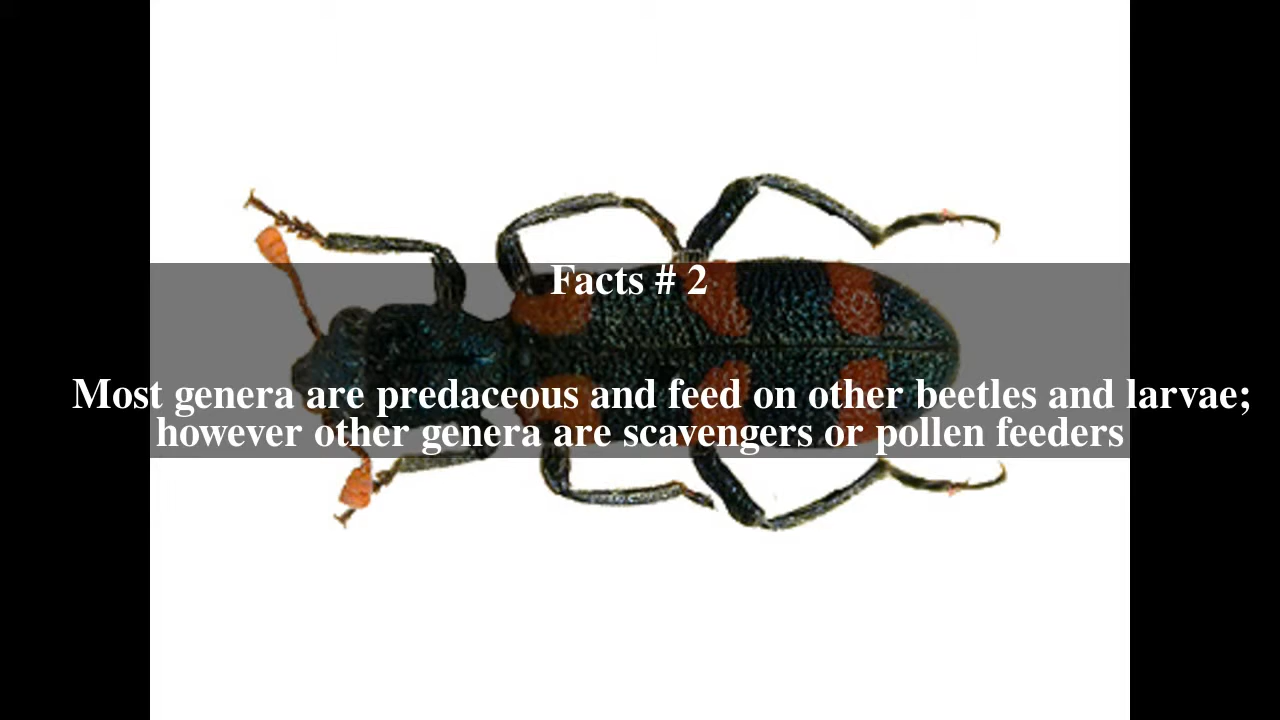 Facts # 2
Most genera are predaceous and feed on other beetles and larvae;
however other genera are scavengers or pollen feeders